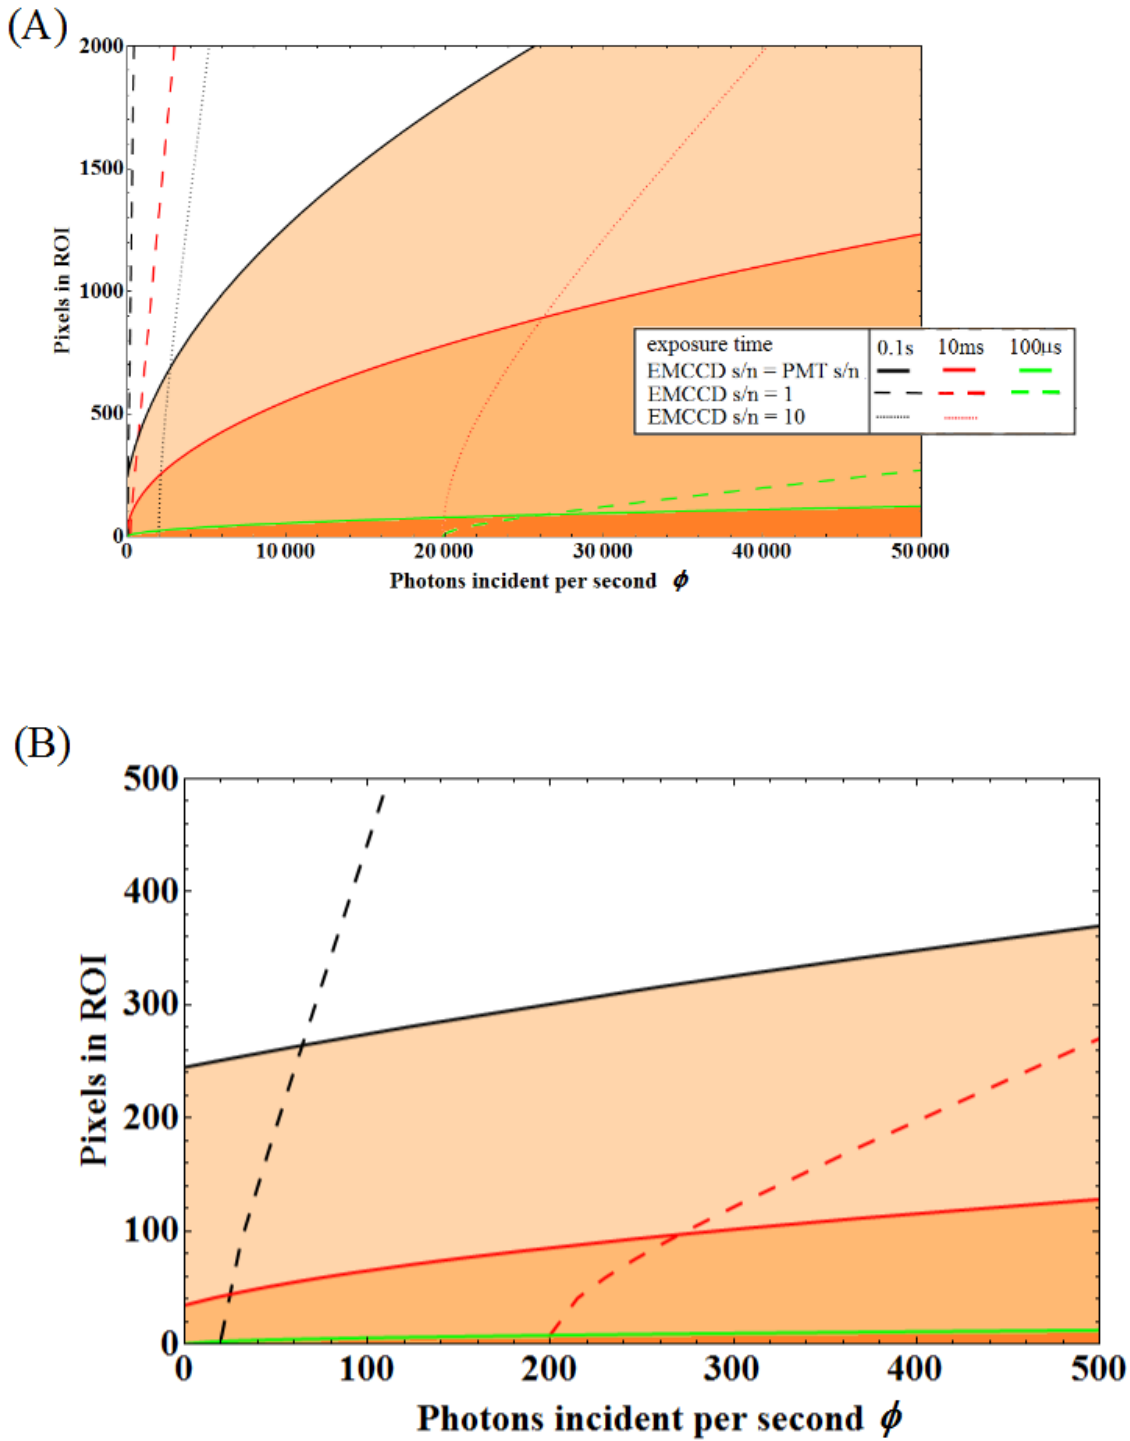 (A)
2000
1500
1000
500
0
Pixels in ROI
exposure time 0.1s 10ms 100µs
EMCCD s/n = PMT s/n
EMCCD s/n = 1
EMCCD s/n = 10
0 10 000 20 000 30 000 40 000 50 000
Photons incident per second ϕ
(B)
500
400
300
200
100
0
Pixels in ROI
0 100 200 300 400 500
Photons incident per second ϕ